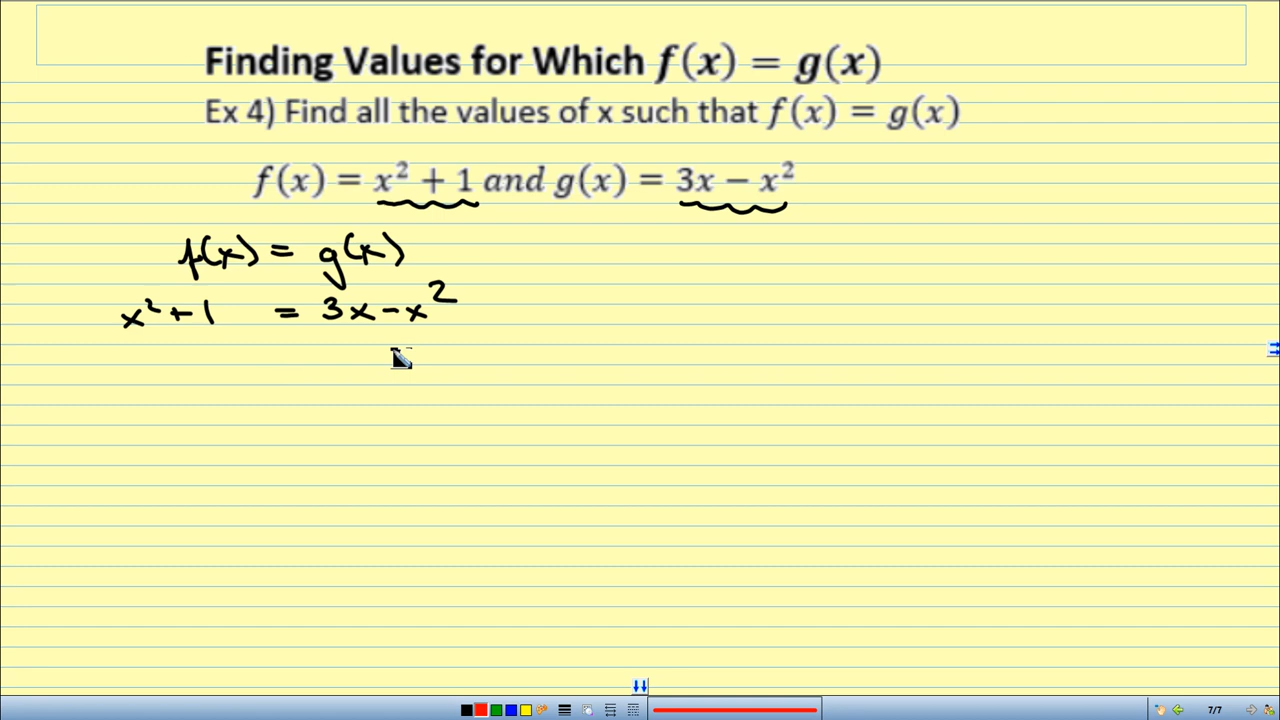 Finding Values for Which f(x) = g(x)
Ex 4) Find all the values of x such that f(x) = g(x)
f(x) = x² + 1 and g(x) = 3x − x²
f(x) = g(x)
x² + 1 = 3x − x²
7/7